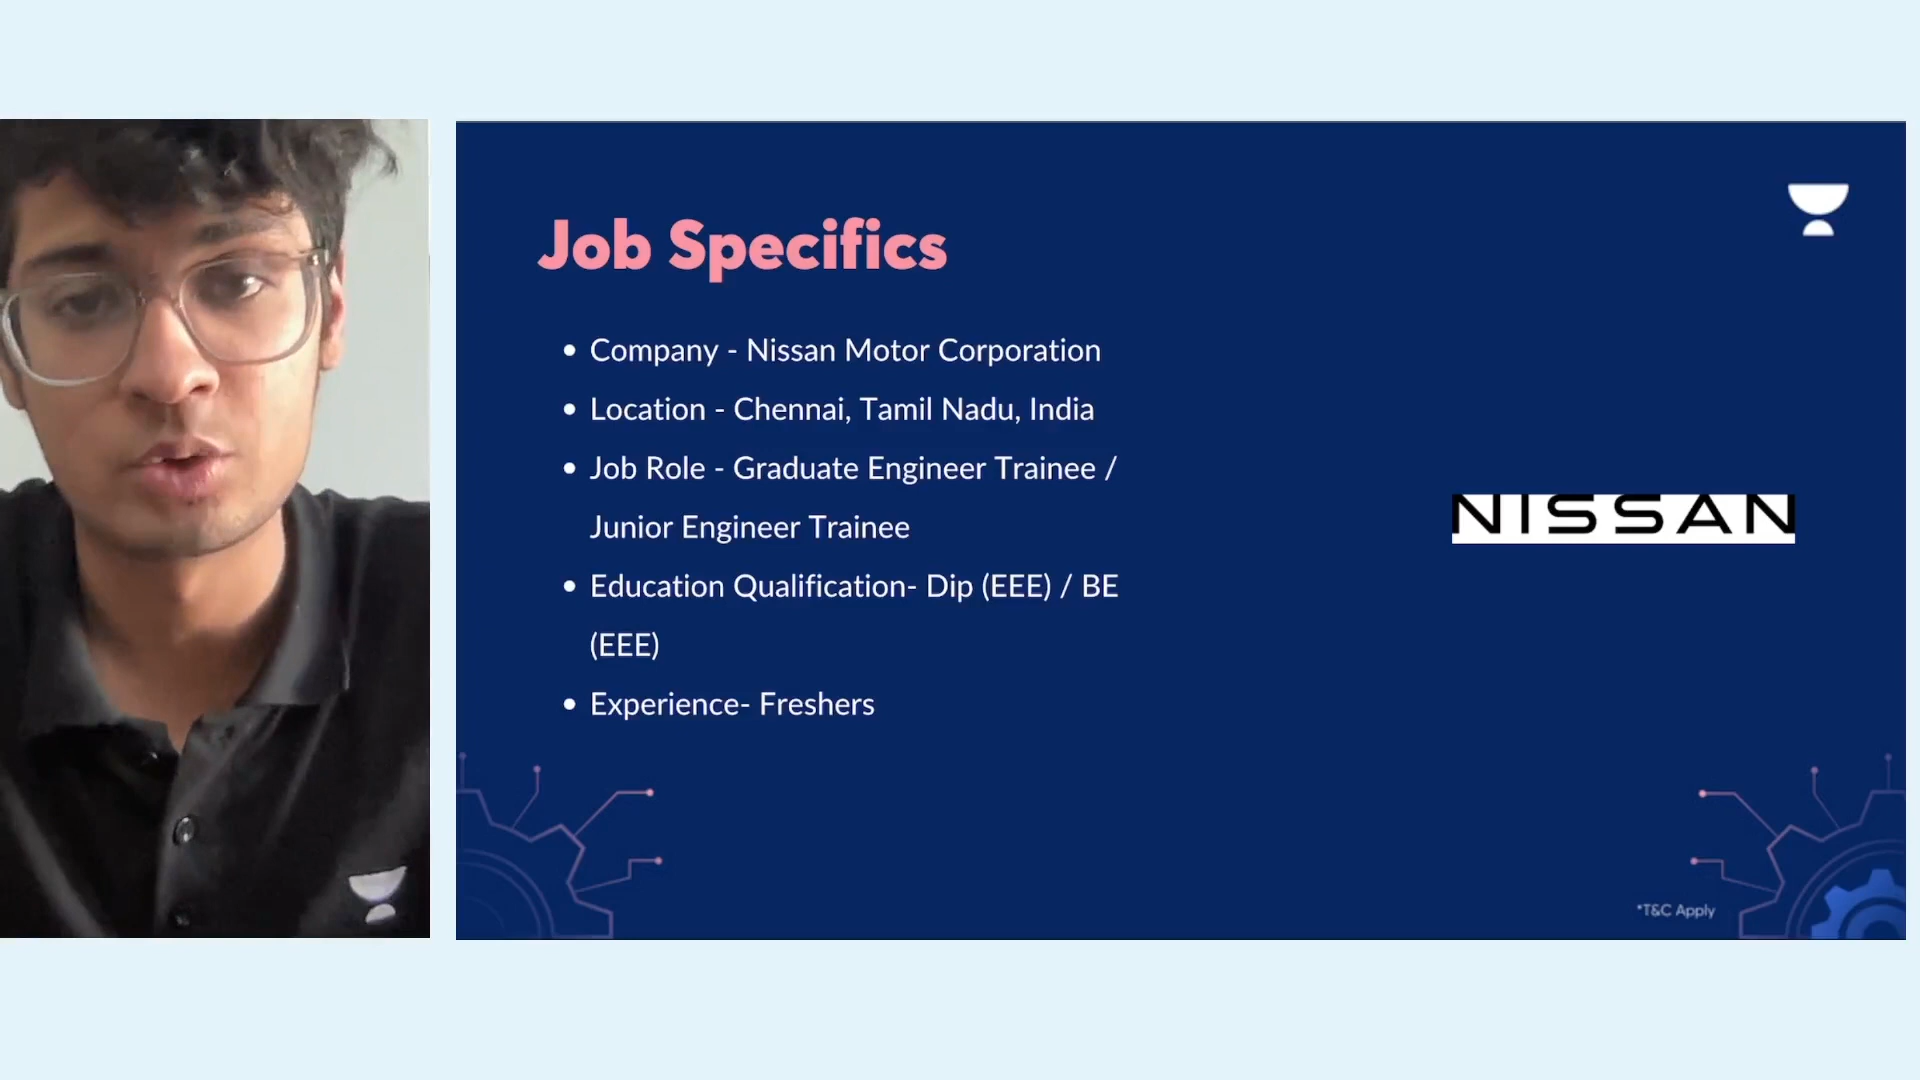 Job Specifics
• Company - Nissan Motor Corporation
• Location - Chennai, Tamil Nadu, India
• Job Role - Graduate Engineer Trainee /
Junior Engineer Trainee
• Education Qualification- Dip (EEE) / BE
(EEE)
• Experience- Freshers
NISSAN
*T&C Apply